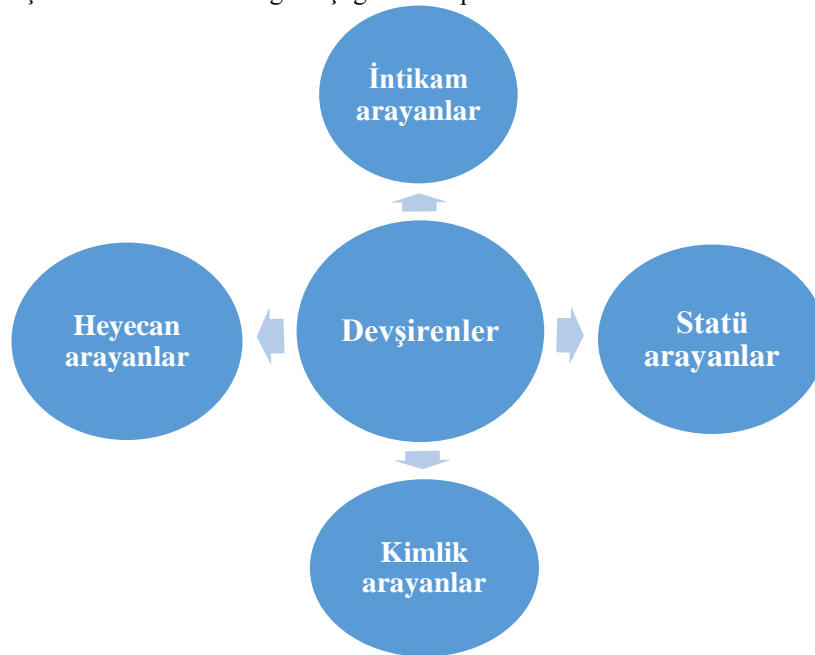 İntikam
arayanlar
Heyecan
arayanlar
Devşirenler
Statü
arayanlar
Kimlik
arayanlar